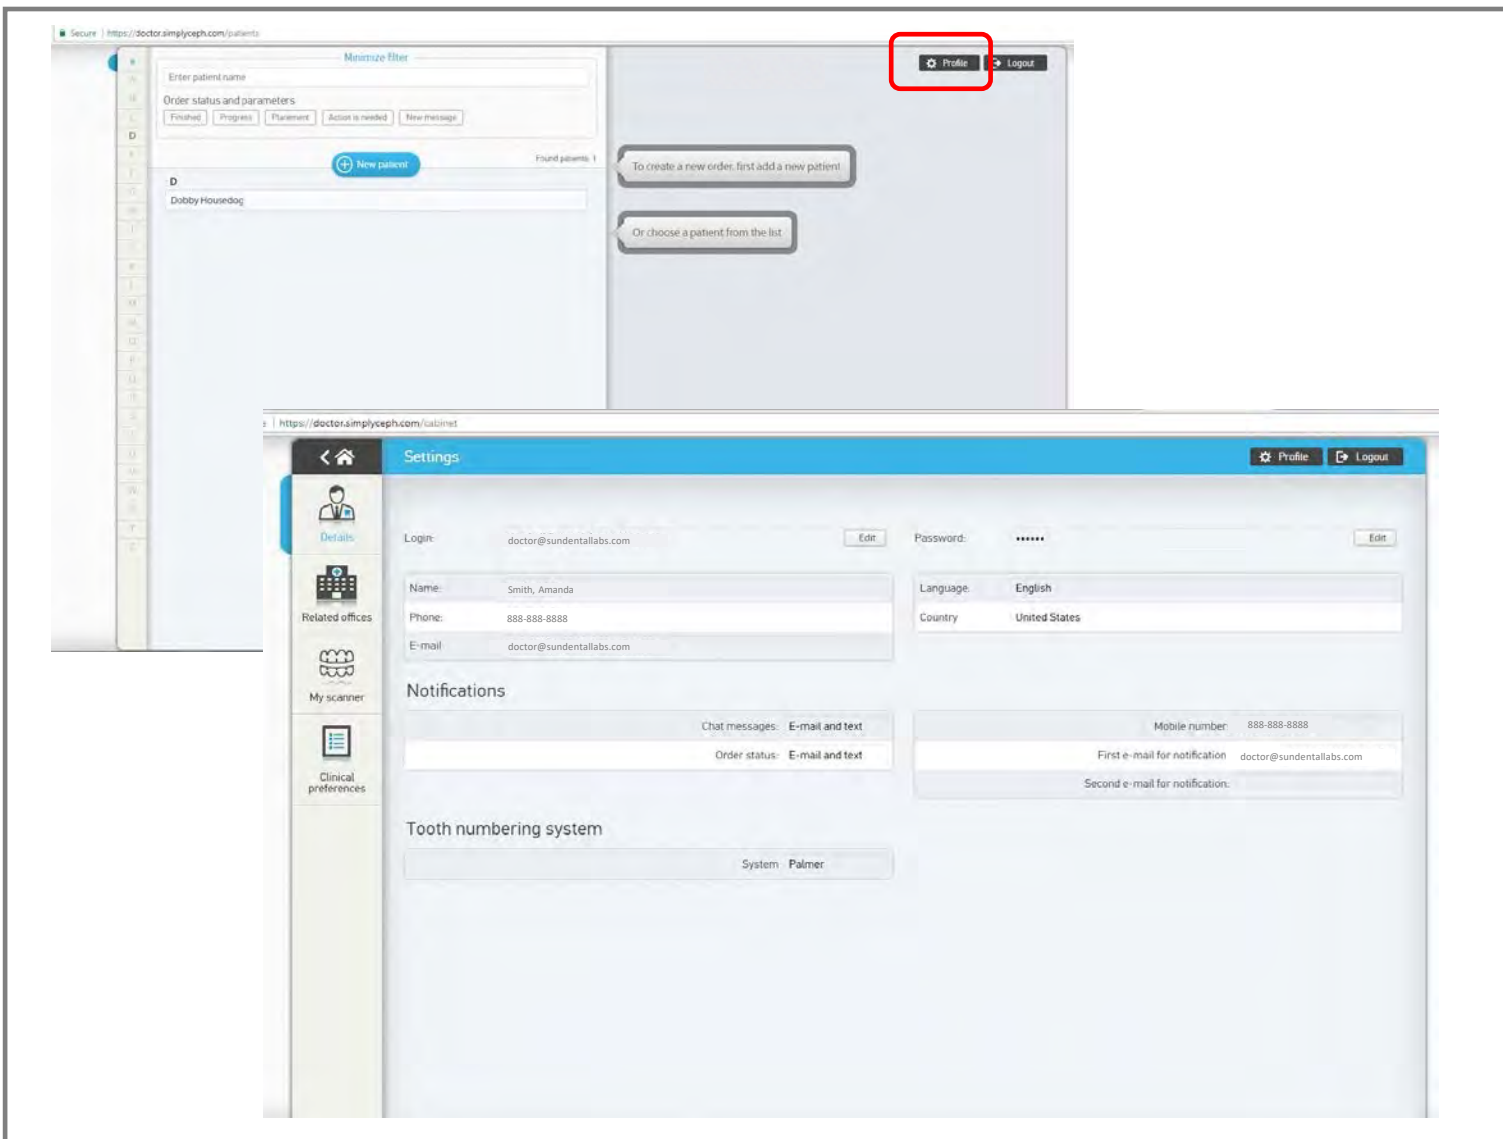 Secure | https://doctor.simplyceph.com/patients
Minimize filter
Profile
Logout
Enter patient name
Order status and parameters
Finished
Progress
Placement
Action is needed
New message
D
New patient
Found patients: 1
To create a new order, first add a new patient
D
Dobby Housedog
Or choose a patient from the list
https://doctor.simplyceph.com/cabinet
Settings
Profile
Logout
Details
Login:
doctor@sundentallabs.com
Edit
Password:
••••••
Edit
Name:
Smith, Amanda
Language:
English
Related offices
Phone:
888-888-8888
Country
United States
E-mail
doctor@sundentallabs.com
My scanner
Notifications
Chat messages: E-mail and text
Mobile number
888-888-8888
Order status: E-mail and text
First e-mail for notification
doctor@sundentallabs.com
Clinical
preferences
Second e-mail for notification:
Tooth numbering system
System Palmer